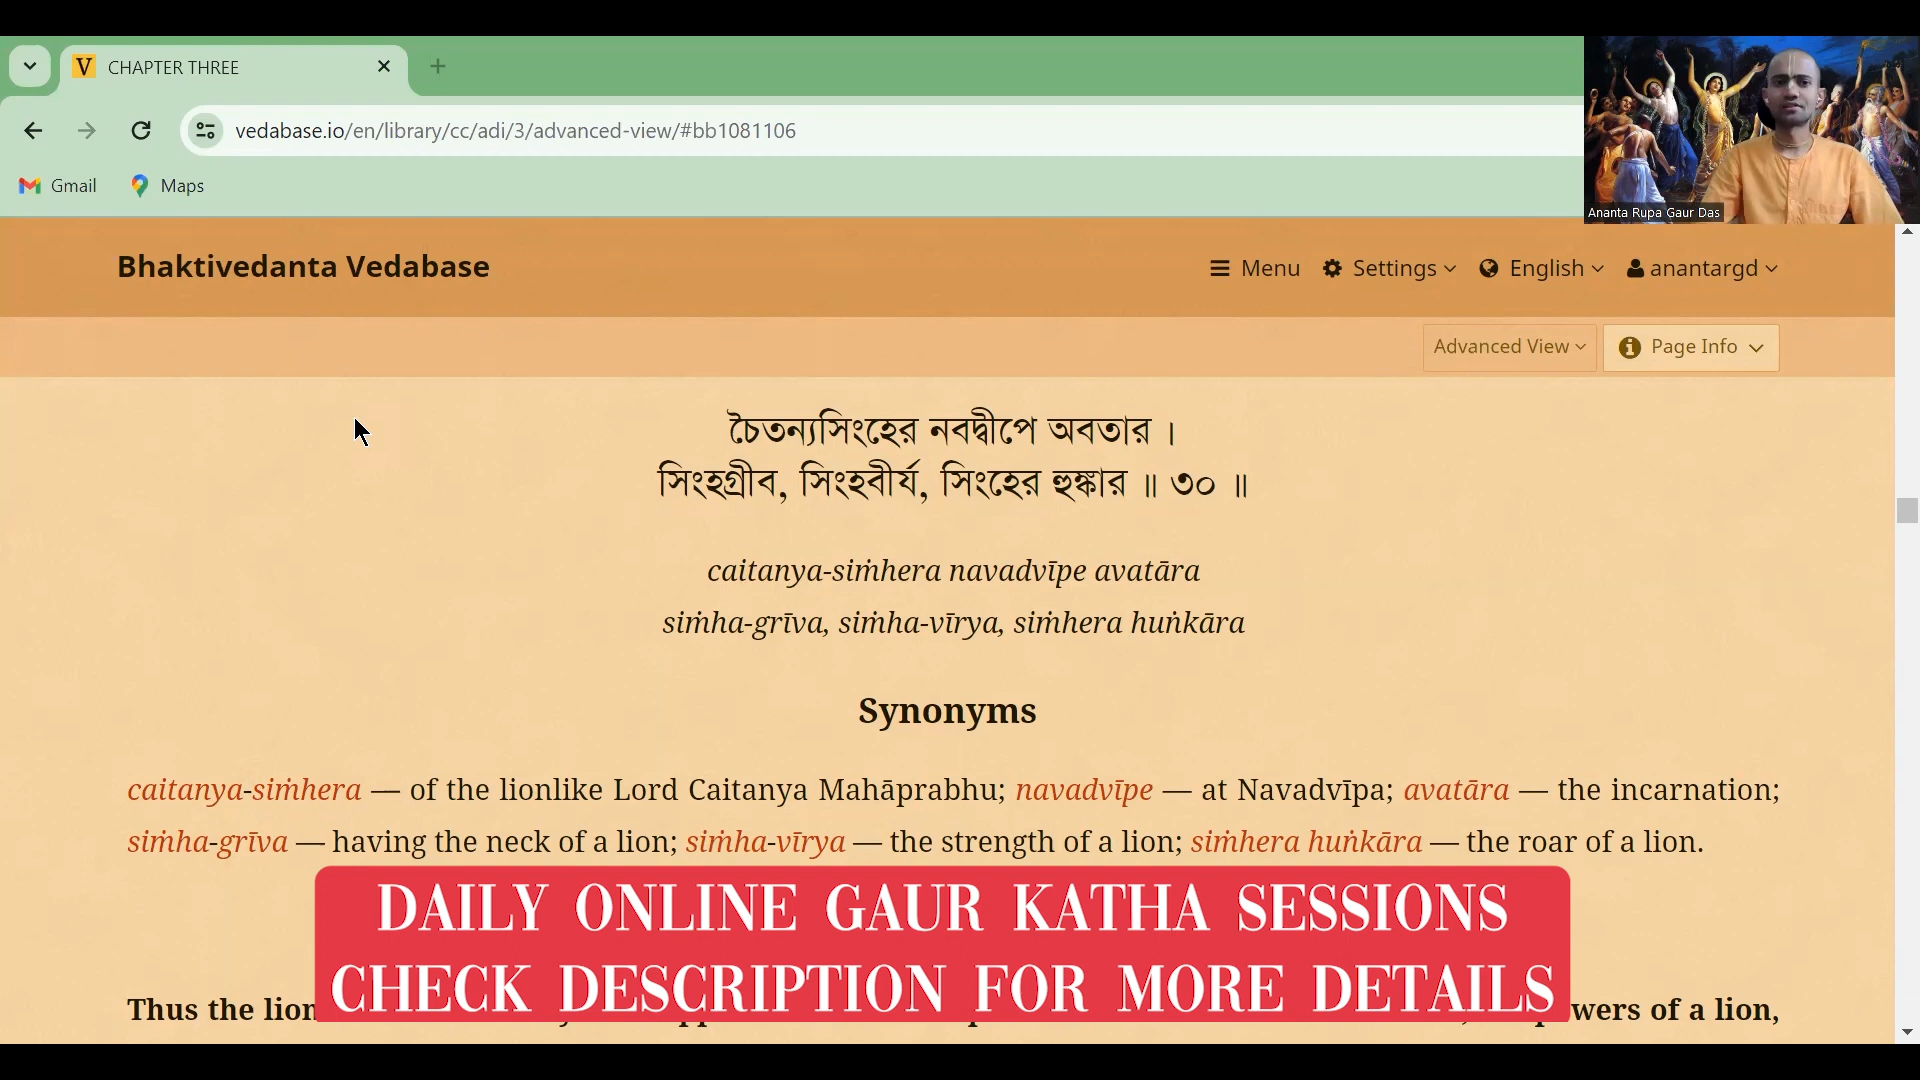 CHAPTER THREE
vedabase.io/en/library/cc/adi/3/advanced-view/#bb1081106
Gmail Maps
Ananta Rupa Gaur Das
Bhaktivedanta Vedabase
Menu Settings English anantargd
Advanced View Page Info
চৈতন্যসিংহের নবদ্বীপে অবতার ।
সিংহগ্রীব, সিংহবীর্য, সিংহের হুঙ্কার ॥ ৩০ ॥
caitanya-siṁhera navadvīpe avatāra
siṁha-grīva, siṁha-vīrya, siṁhera huṅkāra
Synonyms
caitanya-siṁhera — of the lionlike Lord Caitanya Mahāprabhu; navadvīpe — at Navadvīpa; avatāra — the incarnation;
siṁha-grīva — having the neck of a lion; siṁha-vīrya — the strength of a lion; siṁhera huṅkāra — the roar of a lion.
DAILY ONLINE GAUR KATHA SESSIONS
CHECK DESCRIPTION FOR MORE DETAILS
Thus the of a lion,